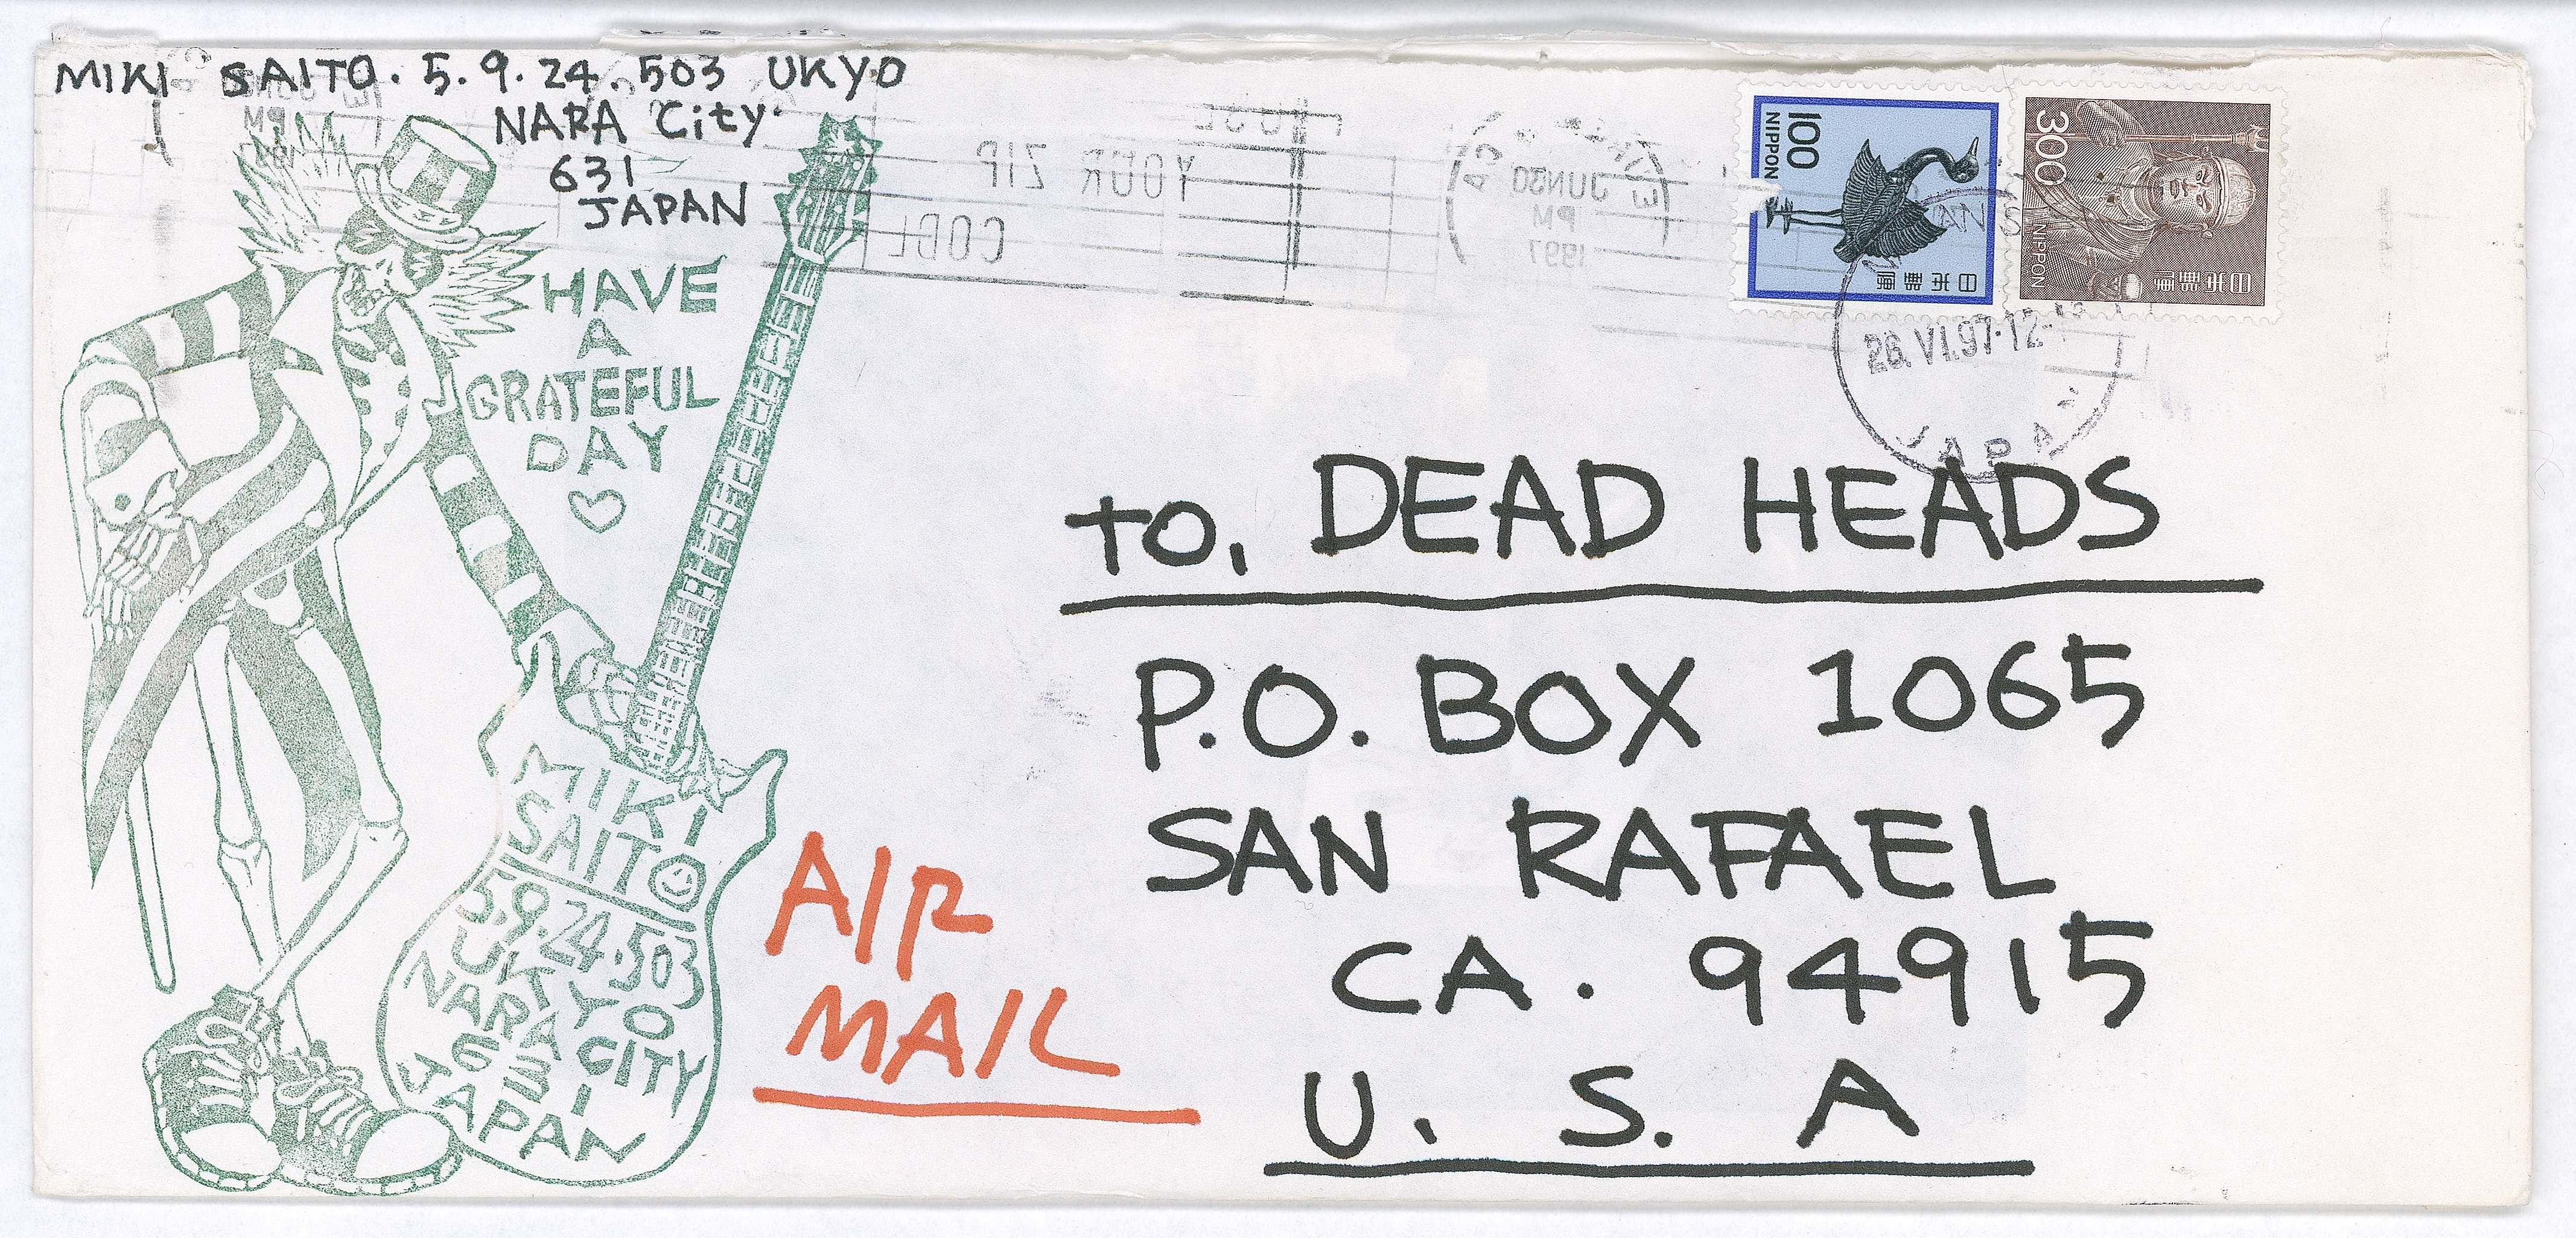 MIKI SAITO. 5. 9. 24. 503 UKYO
NARA City
631
JAPAN
HAVE
A
GRATEFUL
DAY
MIKI
SAITO
5.9.24.503
UKYO
NARA CITY
631
JAPAN
AIR
MAIL
100
NIPPON
日本郵便
300
NIPPON
日本郵便
26.VI.97.12
JAPA
YOUR ZIP
CODE
JUN 30
PM
1997
to, DEAD HEADS
P.O. BOX 1065
SAN RAFAEL
CA. 94915
U. S. A